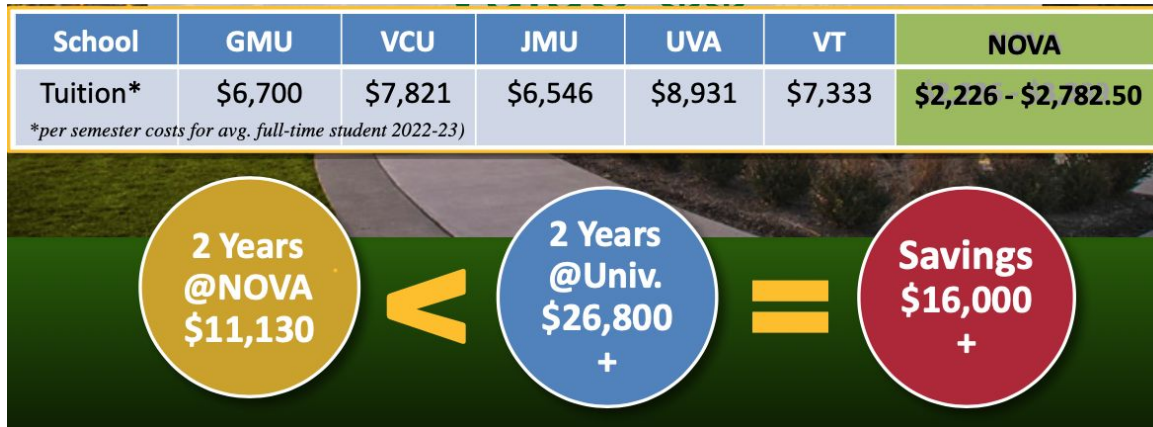 School GMU VCU JMU UVA VT NOVA
Tuition* $6,700 $7,821 $6,546 $8,931 $7,333 $2,226 - $2,782.50
*per semester costs for avg. full-time student 2022-23)
2 Years
@NOVA
$11,130
<
2 Years
@Univ.
$26,800
+
=
Savings
$16,000
+